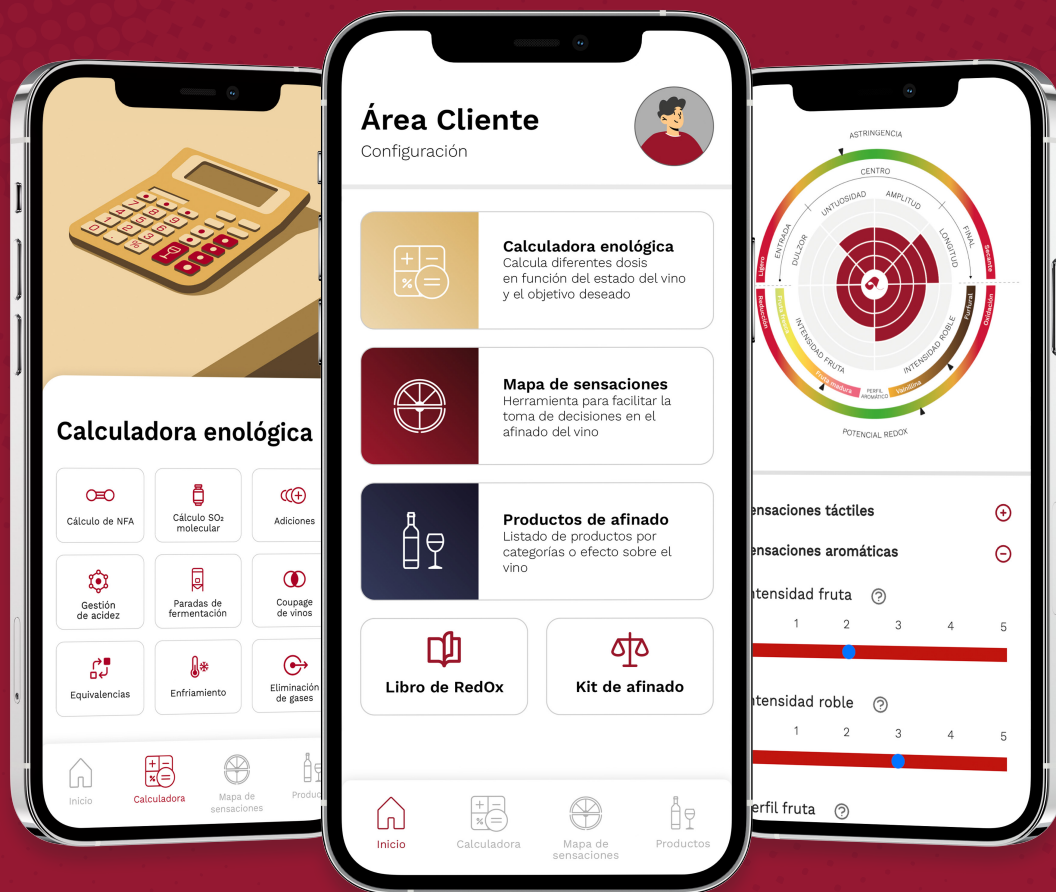 Calculadora enológica
Cálculo de NFA
Cálculo SO₂
molecular
Adiciones
Gestión
de acidez
Paradas de
fermentación
Coupage
de vinos
Equivalencias
Enfriamiento
Eliminación
de gases
Inicio
Calculadora
Mapa de
sensaciones
Produc
Área Cliente
Configuración
Calculadora enológica
Calcula diferentes dosis
en función del estado del vino
y el objetivo deseado
Mapa de sensaciones
Herramienta para facilitar la
toma de decisiones en el
afinado del vino
Productos de afinado
Listado de productos por
categorías o efecto sobre el
vino
Libro de RedOx
Kit de afinado
Inicio
Calculadora
Mapa de
sensaciones
Productos
ASTRINGENCIA
CENTRO
UNTUOSIDAD
AMPLITUD
ENTRADA
DULZOR
LONGITUD
FINAL
Ligero
Secante
Reducción
Oxidación
Furfural
INTENSIDAD FRUTA
INTENSIDAD ROBLE
Fruta madura
PERFIL
AROMÁTICO
Vainillina
POTENCIAL REDOX
ensaciones táctiles
ensaciones aromáticas
ntensidad fruta
1 2 3 4 5
ntensidad roble
1 2 3 4 5
erfil fruta